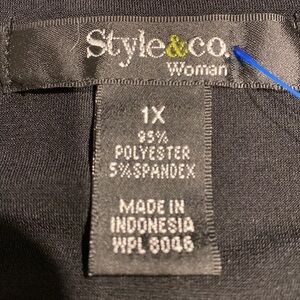 Style&co.
Woman
1X
95%
POLYESTER
5% SPANDEX
MADE IN
INDONESIA
WPL 8046